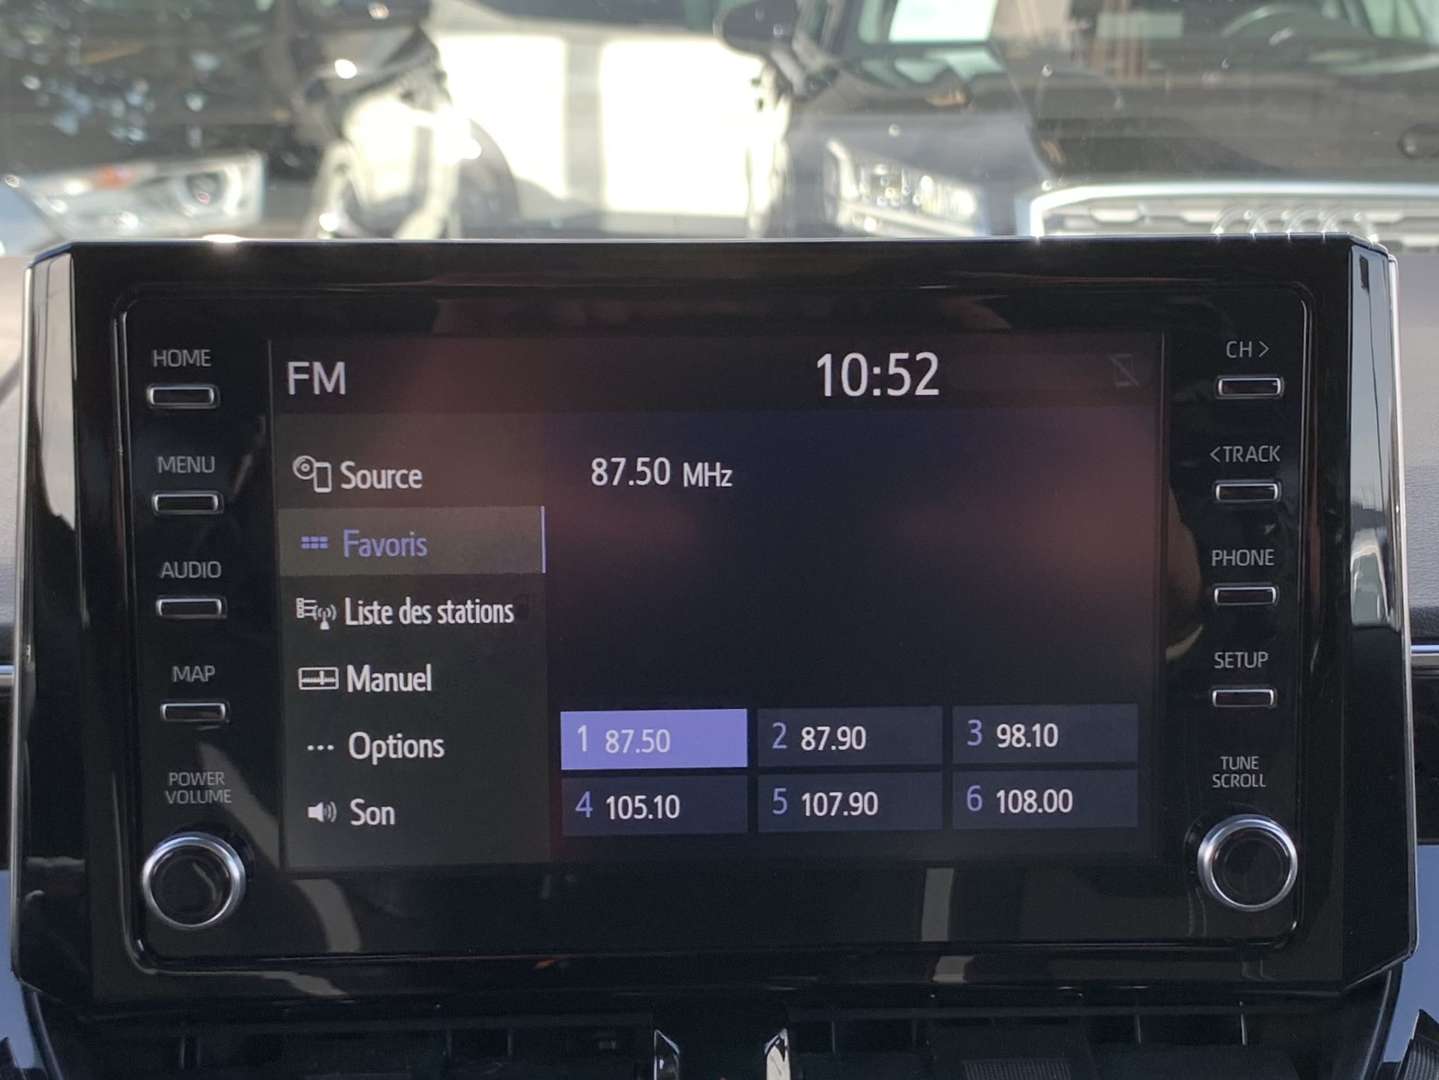 HOME
MENU
AUDIO
MAP
POWER
VOLUME
FM
10:52
Source
Favoris
Liste des stations
Manuel
Options
Son
87.50 MHz
1 87.50
2 87.90
3 98.10
4 105.10
5 107.90
6 108.00
CH >
<TRACK
PHONE
SETUP
TUNE
SCROLL